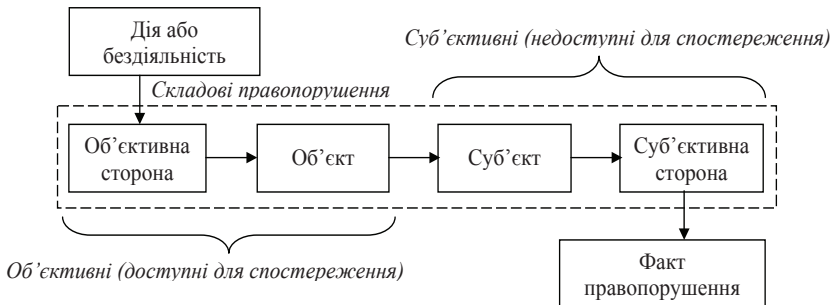 Дія або
бездіяльність
Суб’єктивні (недоступні для спостереження)
Складові правопорушення
Об’єктивна
сторона
Об’єкт
Суб’єкт
Суб’єктивна
сторона
Об’єктивні (доступні для спостереження)
Факт
правопорушення